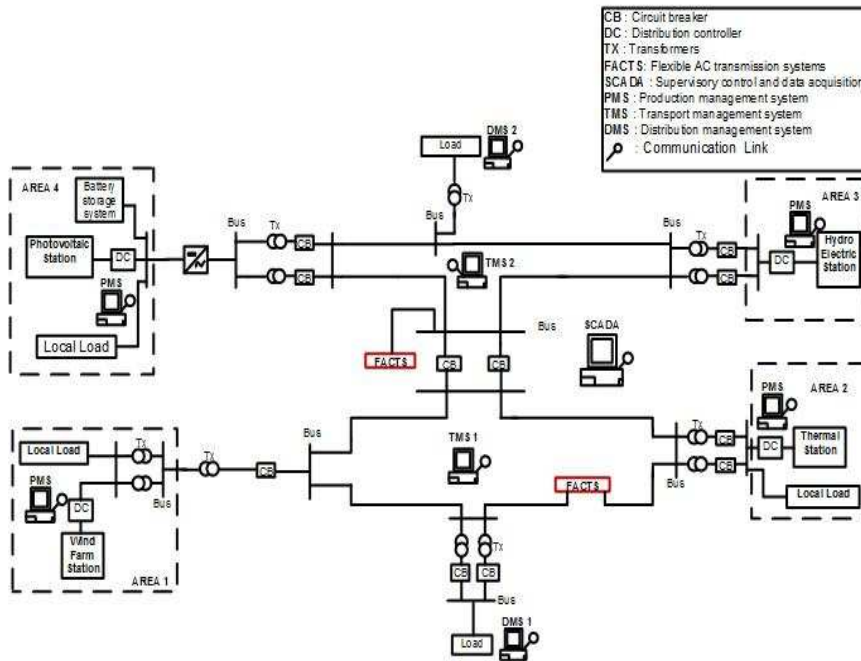 CB : Circuit breaker
DC : Distribution controller
TX : Transformers
FACTS: Flexible AC transmission systems
SCADA : Supervisory control and data acquisition
PMS : Production management system
TMS : Transport management system
DMS : Distribution management system
: Communication Link
DMS 2
Load
Tx
Bus
AREA 4
Battery
storage
system
Photovoltaic
Station
DC
PMS
Local Load
Bus
Tx
CB
CB
TMS 2
AREA 3
PMS
Tx
CB
CB
DC
Hydro
Electric
Station
Bus
FACTS
CB
CB
SCADA
AREA 2
PMS
Tx
CB
CB
DC
Thermal
Station
Bus
Local Load
Local Load
Tx
PMS
DC
Bus
Wind
Farm
Station
AREA 1
Tx
CB
Bus
TMS 1
FACTS
Tx
CB
CB
Bus
Load
DMS 1